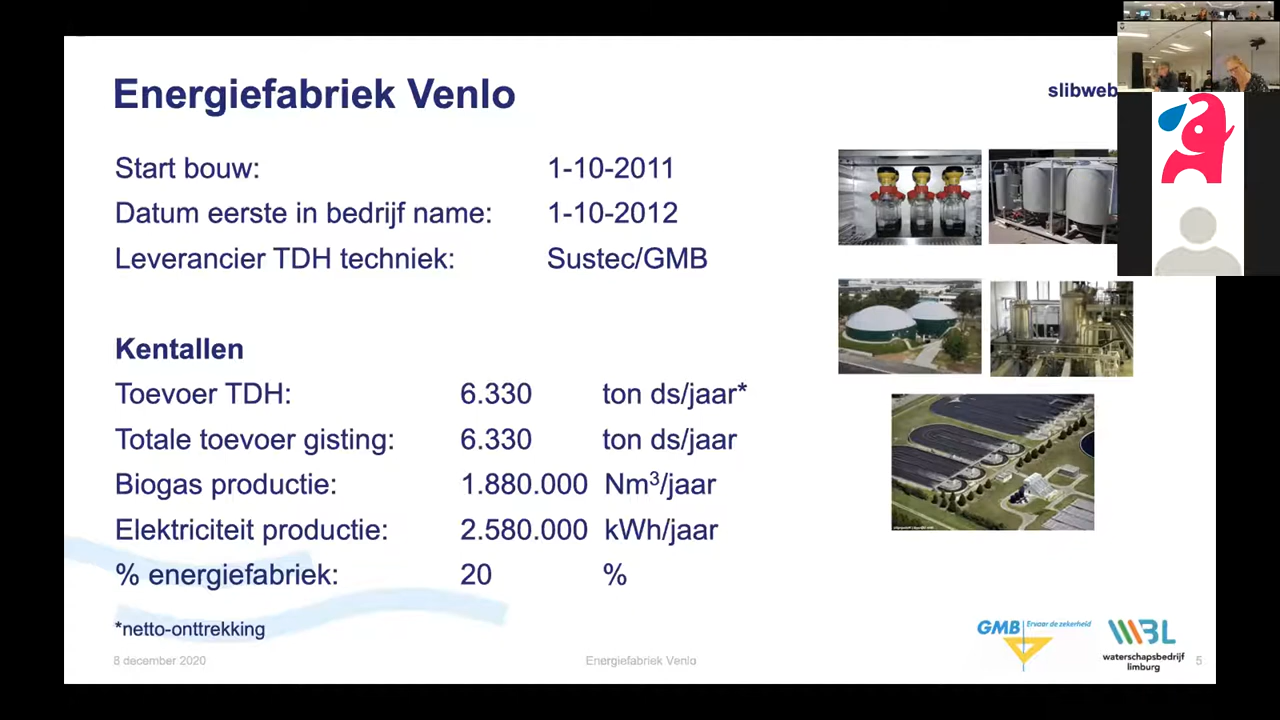 Energiefabriek Venlo
slibweb
Start bouw: 1-10-2011
Datum eerste in bedrijf name: 1-10-2012
Leverancier TDH techniek: Sustec/GMB
Kentallen
Toevoer TDH: 6.330 ton ds/jaar*
Totale toevoer gisting: 6.330 ton ds/jaar
Biogas productie: 1.880.000 Nm³/jaar
Elektriciteit productie: 2.580.000 kWh/jaar
% energiefabriek: 20 %
*netto-onttrekking
GMB Ervaar de zekerheid
WBL
waterschapsbedrijf
limburg
8 december 2020 Energiefabriek Venlo 5